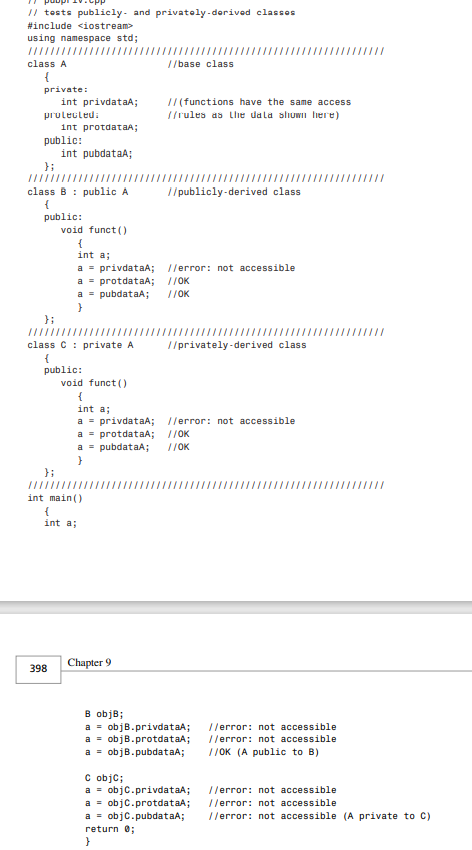 // pubpriv.cpp
// tests publicly- and privately-derived classes
#include <iostream>
using namespace std;
////////////////////////////////////////////////////////////////
class A                  //base class
   {
   private:
      int privdataA;     //(functions have the same access
   protected:            //rules as the data shown here)
      int protdataA;
   public:
      int pubdataA;
   };
////////////////////////////////////////////////////////////////
class B : public A       //publicly-derived class
   {
   public:
      void funct()
         {
         int a;
         a = privdataA;  //error: not accessible
         a = protdataA;  //OK
         a = pubdataA;   //OK
         }
   };
////////////////////////////////////////////////////////////////
class C : private A      //privately-derived class
   {
   public:
      void funct()
         {
         int a;
         a = privdataA;  //error: not accessible
         a = protdataA;  //OK
         a = pubdataA;   //OK
         }
   };
////////////////////////////////////////////////////////////////
int main()
   {
   int a;
398 Chapter 9
   B objB;
   a = objB.privdataA;   //error: not accessible
   a = objB.protdataA;   //error: not accessible
   a = objB.pubdataA;    //OK (A public to B)
   C objC;
   a = objC.privdataA;   //error: not accessible
   a = objC.protdataA;   //error: not accessible
   a = objC.pubdataA;    //error: not accessible (A private to C)
   return 0;
   }